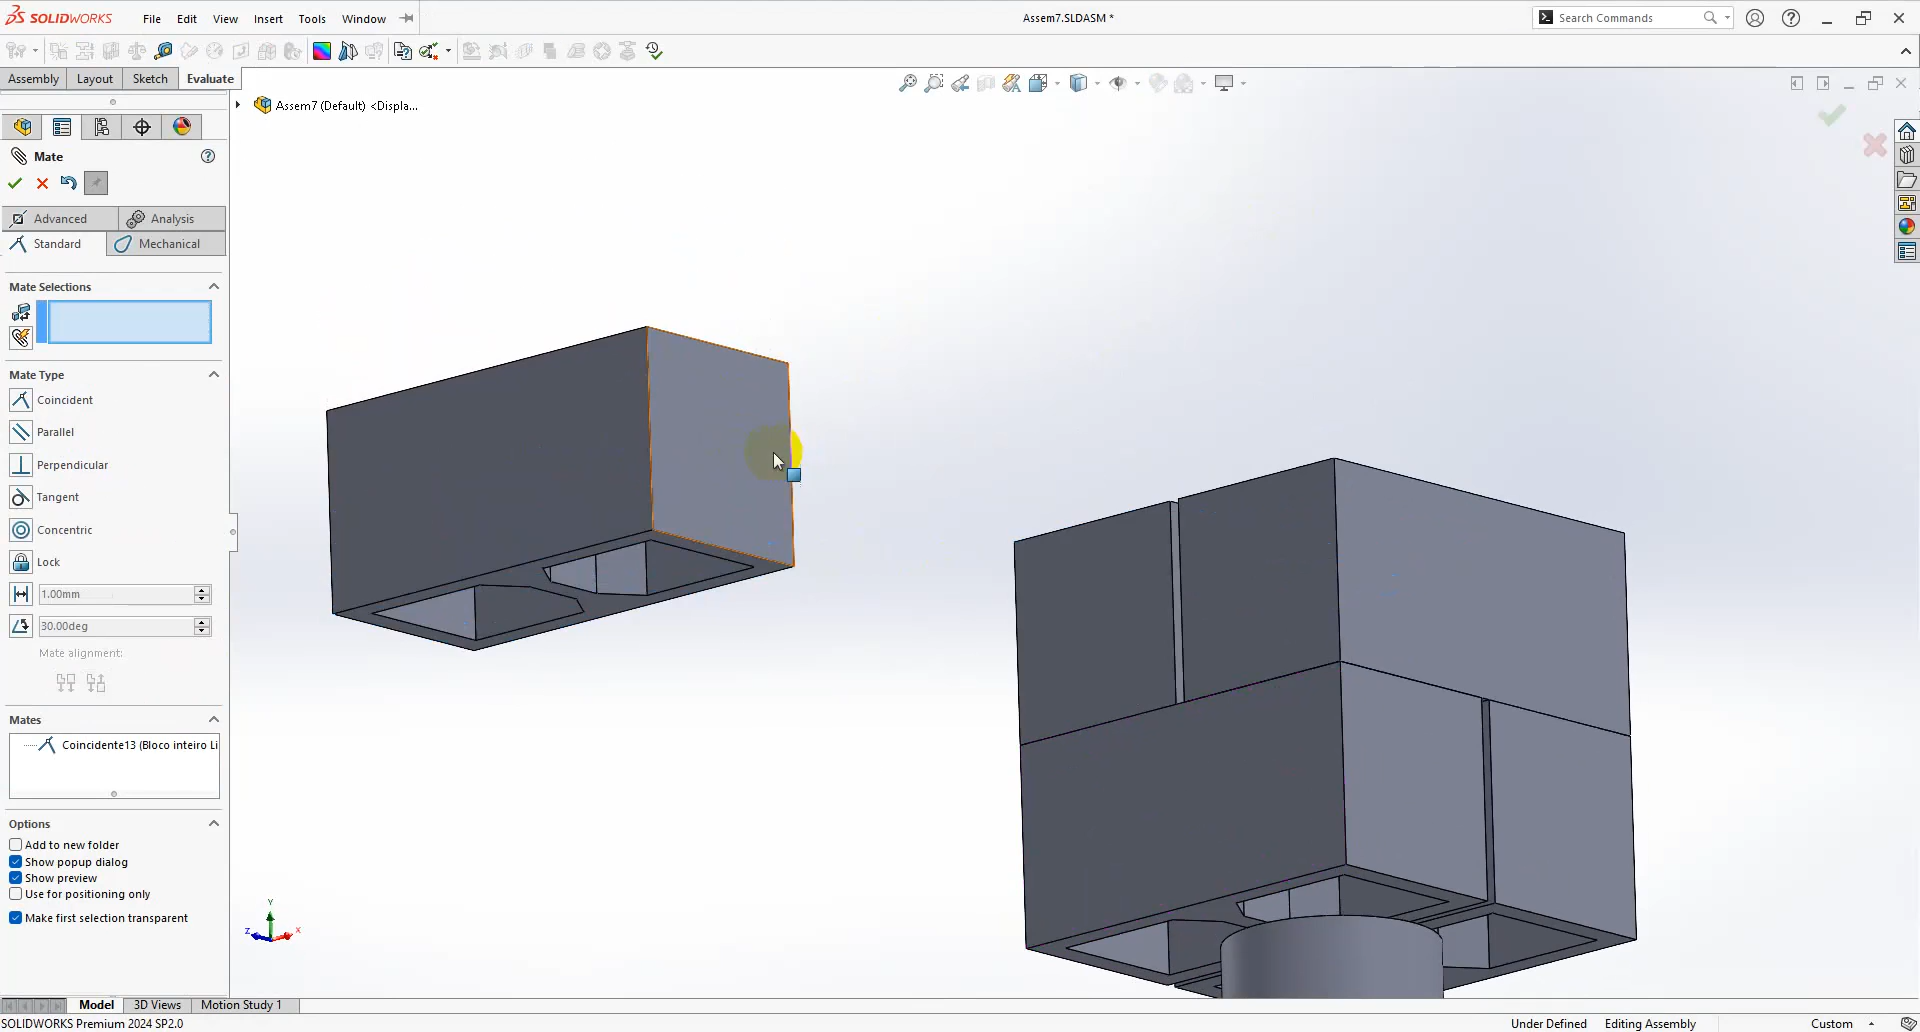 SOLIDWORKS File Edit View Insert Tools Window Assem7.SLDASM * Search Commands
Assembly Layout Sketch Evaluate
Assem7 (Default) <Displa...
Mate
Advanced Analysis
Standard Mechanical
Mate Selections
Mate Type
Coincident
Parallel
Perpendicular
Tangent
Concentric
Lock
1.00mm
30.00deg
Mate alignment:
Mates
Coincidente13 (Bloco inteiro Li
Options
Add to new folder
Show popup dialog
Show preview
Use for positioning only
Make first selection transparent
Y
Z X
Model 3D Views Motion Study 1
SOLIDWORKS Premium 2024 SP2.0 Under Defined Editing Assembly Custom